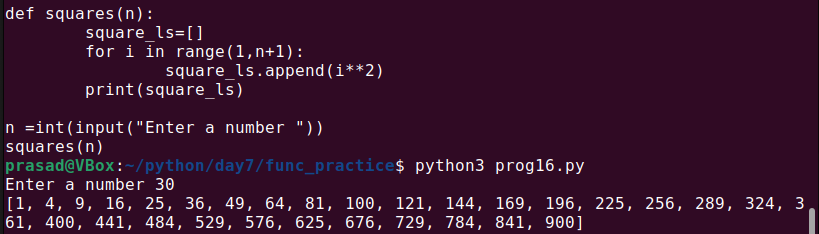 def squares(n):
        square_ls=[]
        for i in range(1,n+1):
                square_ls.append(i**2)
        print(square_ls)

n =int(input("Enter a number "))
squares(n)
prasad@VBox:~/python/day7/func_practice$ python3 prog16.py
Enter a number 30
[1, 4, 9, 16, 25, 36, 49, 64, 81, 100, 121, 144, 169, 196, 225, 256, 289, 324, 3
61, 400, 441, 484, 529, 576, 625, 676, 729, 784, 841, 900]